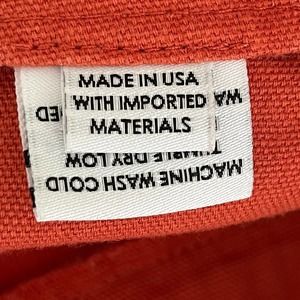 MADE IN USA
WITH IMPORTED
MATERIALS
MACHINE WASH COLD
TUMBLE DRY LOW